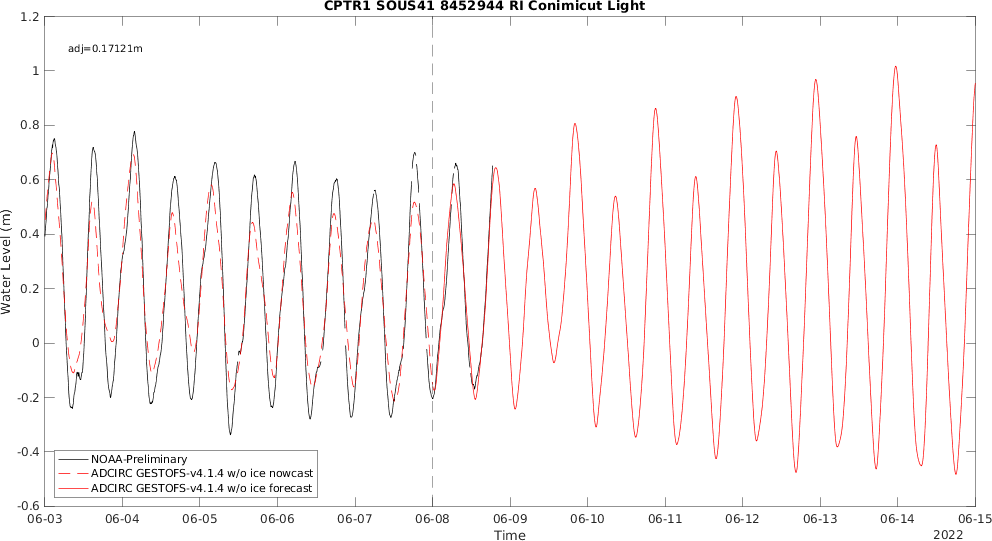 CPTR1 SOUS41 8452944 RI Conimicut Light
adj=0.17121m
1.2
1
0.8
0.6
0.4
0.2
0
-0.2
-0.4
-0.6
Water Level (m)
NOAA-Preliminary
ADCIRC GESTOFS-v4.1.4 w/o ice nowcast
ADCIRC GESTOFS-v4.1.4 w/o ice forecast
06-03 06-04 06-05 06-06 06-07 06-08 06-09 06-10 06-11 06-12 06-13 06-14 06-15
Time
2022